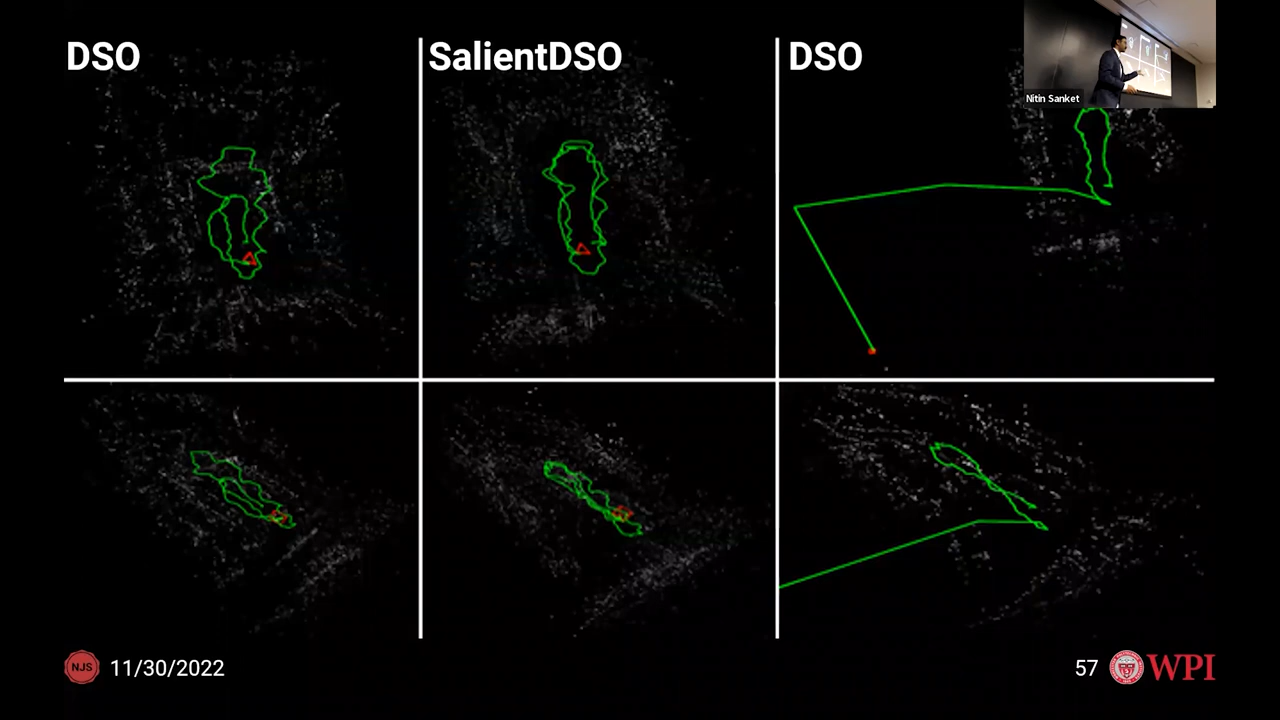 DSO
SalientDSO
DSO
Nitin Sanket
NJS
11/30/2022
57
WPI